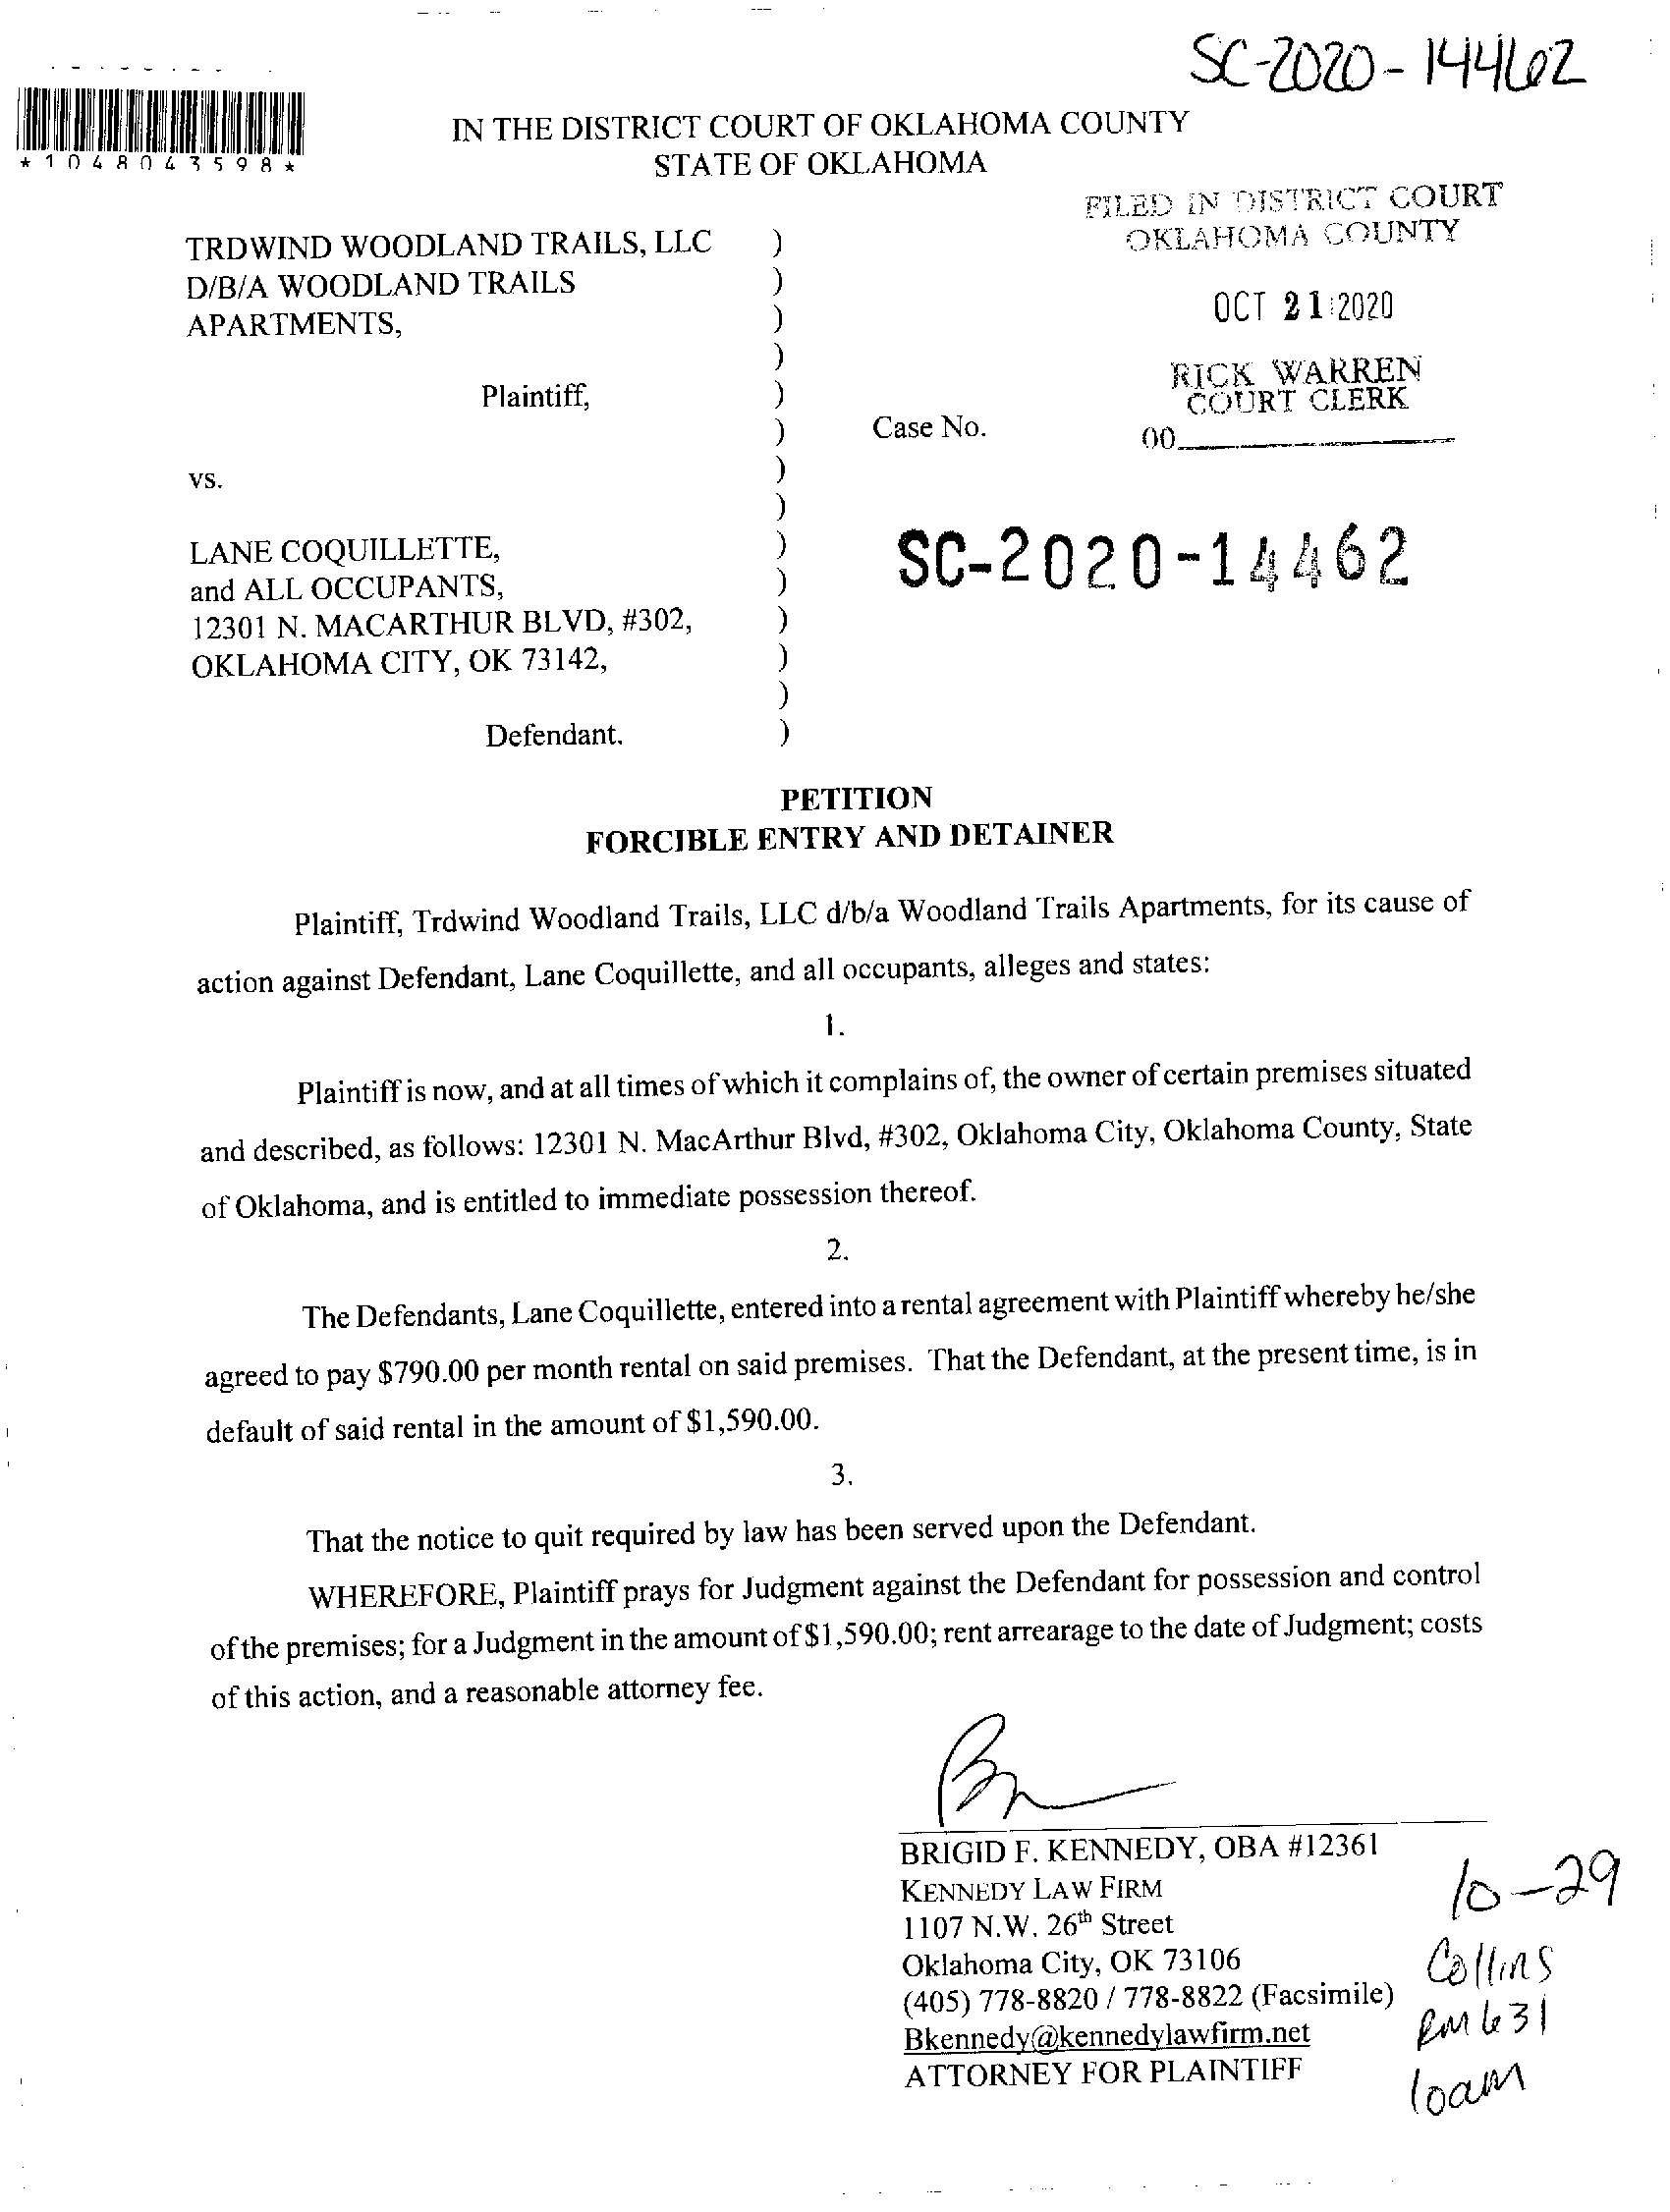 SC-2020-14462
*1048043598*
IN THE DISTRICT COURT OF OKLAHOMA COUNTY
STATE OF OKLAHOMA
FILED IN DISTRICT COURT
OKLAHOMA COUNTY
OCT 21 2020
RICK WARREN
COURT CLERK
00
TRDWIND WOODLAND TRAILS, LLC )
D/B/A WOODLAND TRAILS )
APARTMENTS, )
)
Plaintiff, )
) Case No.
vs. )
)
LANE COQUILLETTE, ) SC-2020-14462
and ALL OCCUPANTS, )
12301 N. MACARTHUR BLVD, #302, )
OKLAHOMA CITY, OK 73142, )
)
Defendant. )
PETITION
FORCIBLE ENTRY AND DETAINER
Plaintiff, Trdwind Woodland Trails, LLC d/b/a Woodland Trails Apartments, for its cause of
action against Defendant, Lane Coquillette, and all occupants, alleges and states:
1.
Plaintiff is now, and at all times of which it complains of, the owner of certain premises situated
and described, as follows: 12301 N. MacArthur Blvd, #302, Oklahoma City, Oklahoma County, State
of Oklahoma, and is entitled to immediate possession thereof.
2.
The Defendants, Lane Coquillette, entered into a rental agreement with Plaintiff whereby he/she
agreed to pay $790.00 per month rental on said premises. That the Defendant, at the present time, is in
default of said rental in the amount of $1,590.00.
3.
That the notice to quit required by law has been served upon the Defendant.
WHEREFORE, Plaintiff prays for Judgment against the Defendant for possession and control
of the premises; for a Judgment in the amount of $1,590.00; rent arrearage to the date of Judgment; costs
of this action, and a reasonable attorney fee.
BRIGID F. KENNEDY, OBA #12361
KENNEDY LAW FIRM
1107 N.W. 26th Street
Oklahoma City, OK 73106
(405) 778-8820 / 778-8822 (Facsimile)
Bkennedy@kennedylawfirm.net
ATTORNEY FOR PLAINTIFF
10-29
Collins
RM 631
10am